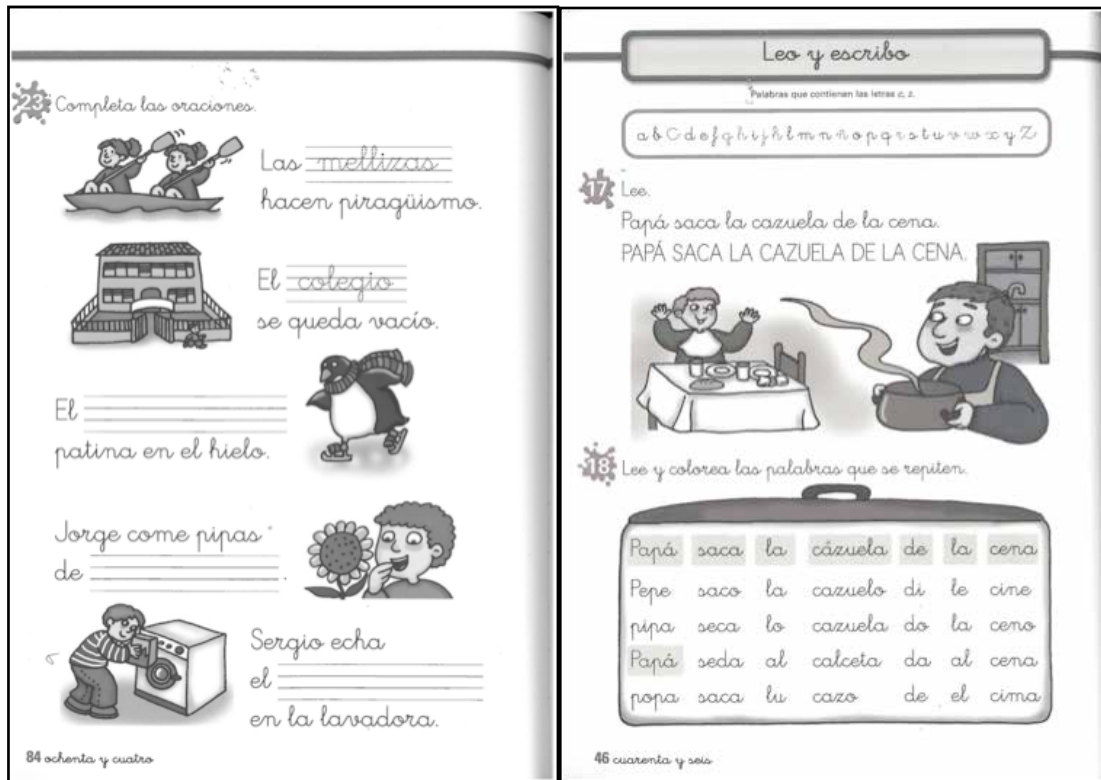 23 Completa las oraciones.
Las mellizas
hacen piragüismo.
El colegio
se queda vacío.
El
patina en el hielo.
Jorge come pipas
de .
Sergio echa
el
en la lavadora.
84 ochenta y cuatro
Leo y escribo
Palabras que contienen las letras c, z.
a b C d e f g h i j k l m n ñ o p q r s t u v w x y Z
17 Lee.
Papá saca la cazuela de la cena.
PAPÁ SACA LA CAZUELA DE LA CENA.
18 Lee y colorea las palabras que se repiten.
Papá saca la cázuela de la cena
Pepe saco la cazuelo di le cine
pipa seca lo cazuela do la ceno
Papá seda al calceta da al cena
popa saca lu cazo de el cima
46 cuarenta y seis